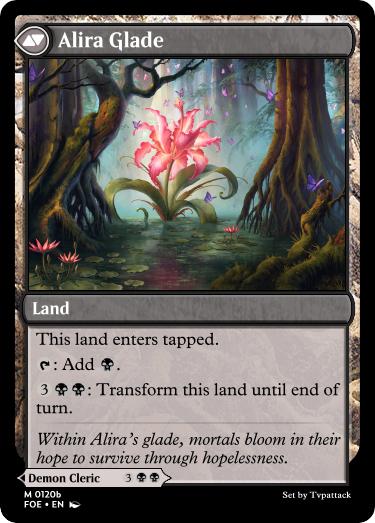 Alira Glade
Land
This land enters tapped.
: Add .
3 : Transform this land until end of
turn.
Within Alira's glade, mortals bloom in their
hope to survive through hopelessness.
Demon Cleric 3
M 0120b
FOE • EN
Set by Tvpattack